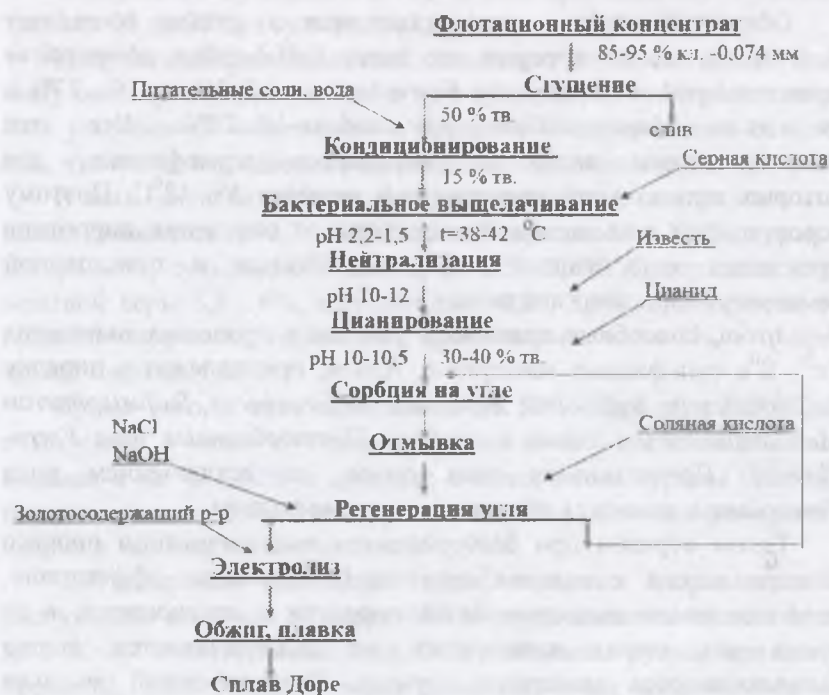 Флотационный концентрат
85-95 % кл. -0.074 мм
Сгущение
Питательные соли, вода
50 % тв.
слив
Кондиционирование
Серная кислота
15 % тв.
Бактериальное выщелачивание
pH 2,2-1,5 t=38-42 °C
Известь
Нейтрализация
pH 10-12
Цианид
Цианирование
pH 10-10,5 30-40 % тв.
Сорбция на угле
NaCl
NaOH
Соляная кислота
Отмывка
Золотосодержащий р-р
Регенерация угля
Электролиз
Обжиг, плавка
Сплав Доре